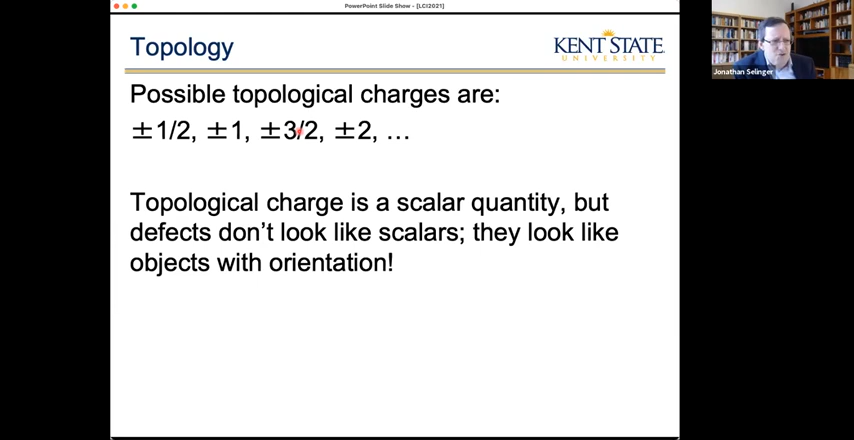 PowerPoint Slide Show - [LCI2021]
Topology
KENT STATE
UNIVERSITY
Jonathan Selinger
Possible topological charges are:
±1/2, ±1, ±3/2, ±2, …
Topological charge is a scalar quantity, but
defects don't look like scalars; they look like
objects with orientation!